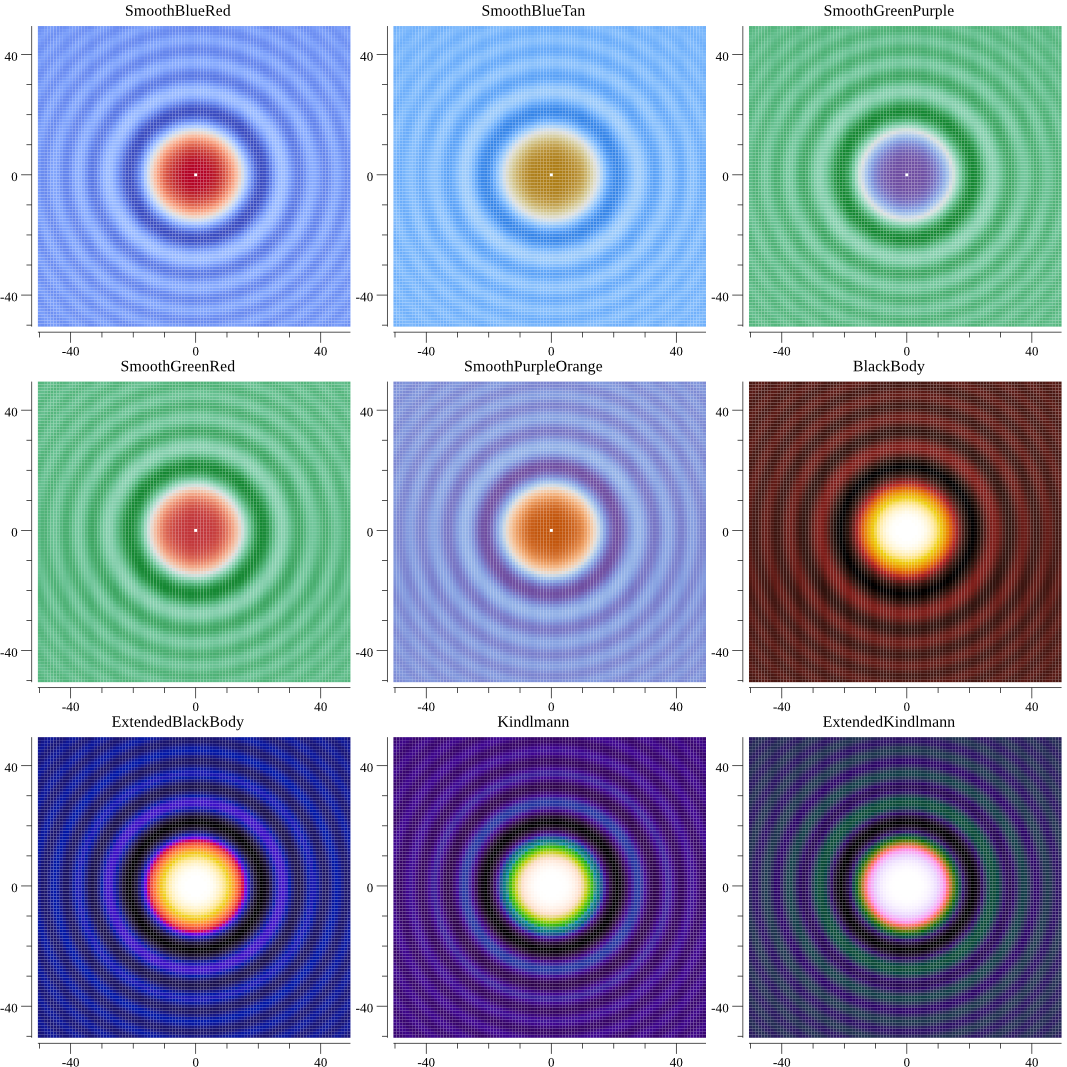 SmoothBlueRed SmoothBlueTan SmoothGreenPurple
40 40 40
0 0 0
-40 -40 -40
-40 0 40 -40 0 40 -40 0 40
SmoothGreenRed SmoothPurpleOrange BlackBody
40 40 40
0 0 0
-40 -40 -40
-40 0 40 -40 0 40 -40 0 40
ExtendedBlackBody Kindlmann ExtendedKindlmann
40 40 40
0 0 0
-40 -40 -40
-40 0 40 -40 0 40 -40 0 40